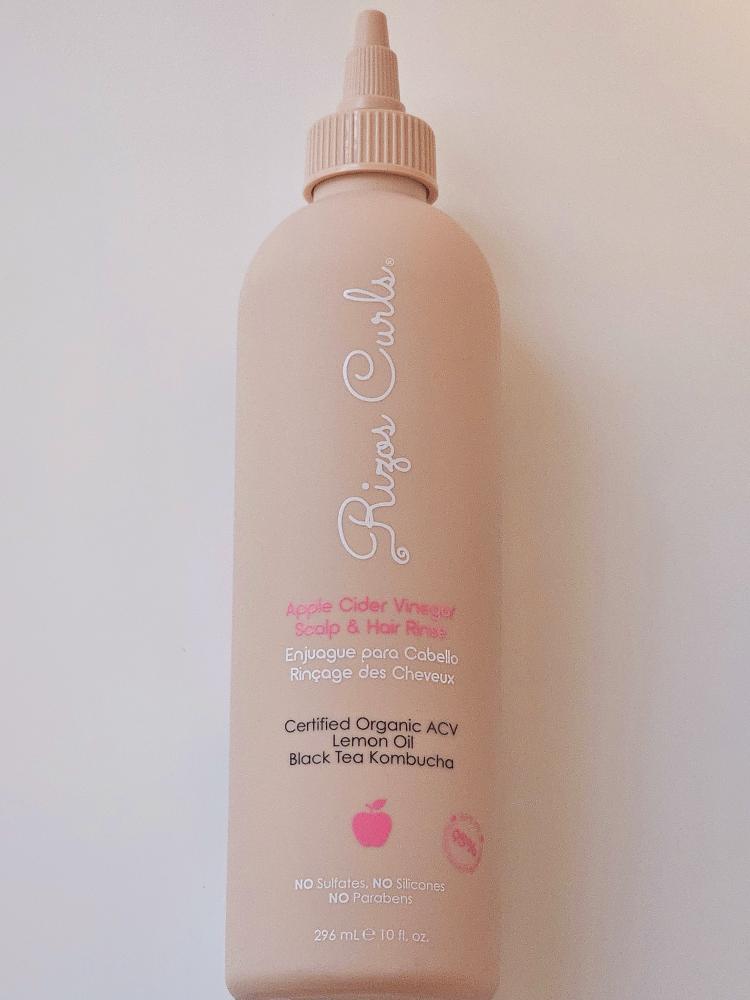 Rizos Curls®
Apple Cider Vinegar
Scalp & Hair Rinse
Enjuague para Cabello
Rinçage des Cheveux
Certified Organic ACV
Lemon Oil
Black Tea Kombucha
95%
NO Sulfates, NO Silicones
NO Parabens
296 mL ℮ 10 fl. oz.